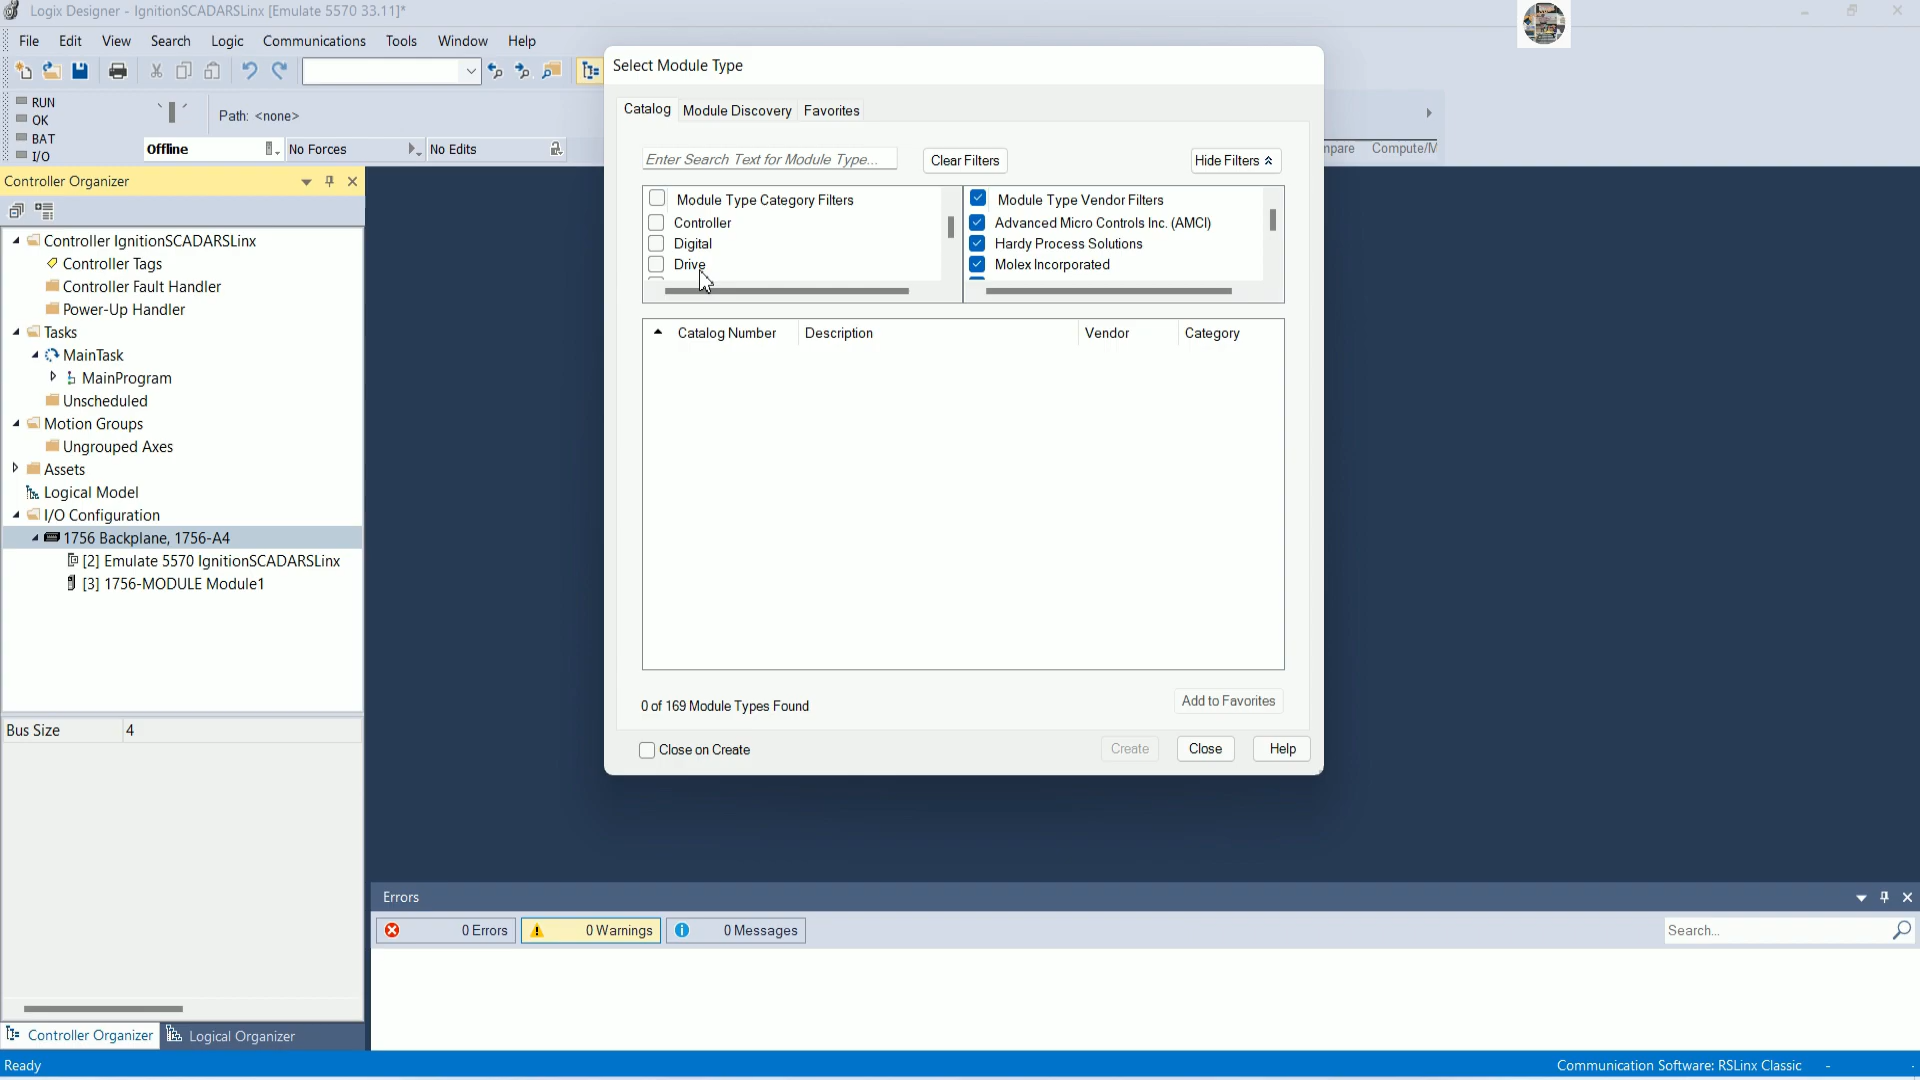 Logix Designer - IgnitionSCADARSLinx [Emulate 5570 33.11]*
File Edit View Search Logic Communications Tools Window Help
RUN
OK
BAT
I/O
Path: <none>
Offline No Forces No Edits
Controller Organizer
Controller IgnitionSCADARSLinx
Controller Tags
Controller Fault Handler
Power-Up Handler
Tasks
MainTask
MainProgram
Unscheduled
Motion Groups
Ungrouped Axes
Assets
Logical Model
I/O Configuration
1756 Backplane, 1756-A4
[2] Emulate 5570 IgnitionSCADARSLinx
[3] 1756-MODULE Module1
Bus Size 4
Controller Organizer Logical Organizer
Select Module Type
Catalog Module Discovery Favorites
Enter Search Text for Module Type... Clear Filters Hide Filters
Module Type Category Filters
Controller
Digital
Drive
Module Type Vendor Filters
Advanced Micro Controls Inc. (AMCI)
Hardy Process Solutions
Molex Incorporated
Catalog Number Description Vendor Category
0 of 169 Module Types Found Add to Favorites
Close on Create Create Close Help
mpare Compute/M
Errors
0 Errors 0 Warnings 0 Messages Search...
Ready Communication Software: RSLinx Classic